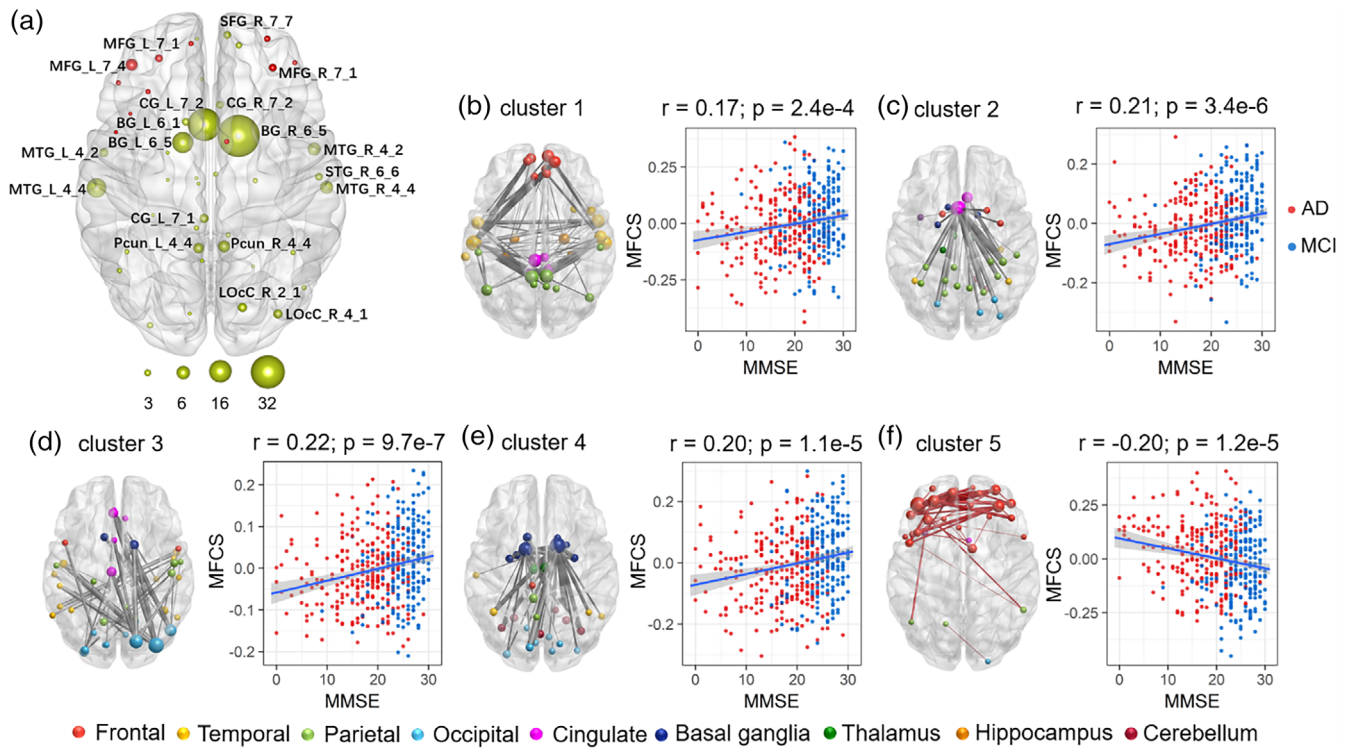 (a)
SFG_R_7_7
MFG_L_7_1
MFG_L_7_4
MFG_R_7_1
CG_L_7_2 CG_R_7_2
BG_L_6_1
BG_R_6_5
BG_L_6_5
MTG_L_4_2 MTG_R_4_2
STG_R_6_6
MTG_L_4_4 MTG_R_4_4
CG_L_7_1
Pcun_L_4_4 Pcun_R_4_4
LOcC_R_2_1
LOcC_R_4_1
3 6 16 32
(b) cluster 1 r = 0.17; p = 2.4e-4
MFCS
0.25
0.00
-0.25
0 10 20 30
MMSE
(c) cluster 2 r = 0.21; p = 3.4e-6
MFCS
0.2
0.0
-0.2
0 10 20 30
MMSE
AD
MCI
(d) cluster 3 r = 0.22; p = 9.7e-7
MFCS
0.2
0.1
0.0
-0.1
-0.2
0 10 20 30
MMSE
(e) cluster 4 r = 0.20; p = 1.1e-5
MFCS
0.2
0.0
-0.2
0 10 20 30
MMSE
(f) cluster 5 r = -0.20; p = 1.2e-5
MFCS
0.25
0.00
-0.25
0 10 20 30
MMSE
Frontal Temporal Parietal Occipital Cingulate Basal ganglia Thalamus Hippocampus Cerebellum